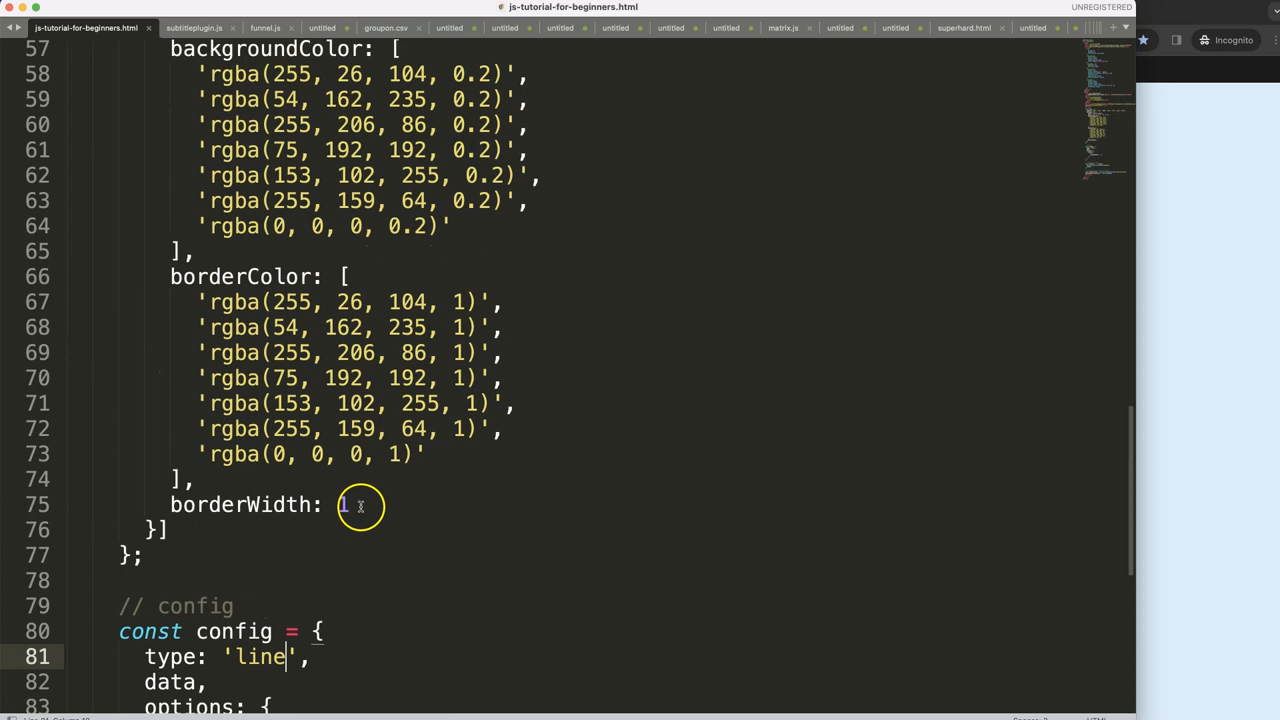 js-tutorial-for-beginners.html
UNREGISTERED
js-tutorial-for-beginners.html
subtitleplugin.js
funnel.js
untitled
groupon.csv
untitled
untitled
untitled
untitled
untitled
untitled
matrix.js
untitled
untitled
superhard.html
untitled
Incognito
57 backgroundColor: [
58 'rgba(255, 26, 104, 0.2)',
59 'rgba(54, 162, 235, 0.2)',
60 'rgba(255, 206, 86, 0.2)',
61 'rgba(75, 192, 192, 0.2)',
62 'rgba(153, 102, 255, 0.2)',
63 'rgba(255, 159, 64, 0.2)',
64 'rgba(0, 0, 0, 0.2)'
65 ],
66 borderColor: [
67 'rgba(255, 26, 104, 1)',
68 'rgba(54, 162, 235, 1)',
69 'rgba(255, 206, 86, 1)',
70 'rgba(75, 192, 192, 1)',
71 'rgba(153, 102, 255, 1)',
72 'rgba(255, 159, 64, 1)',
73 'rgba(0, 0, 0, 1)'
74 ],
75 borderWidth: 1
76 }]
77 };
78
79 // config
80 const config = {
81 type: 'line',
82 data,
83 options: {